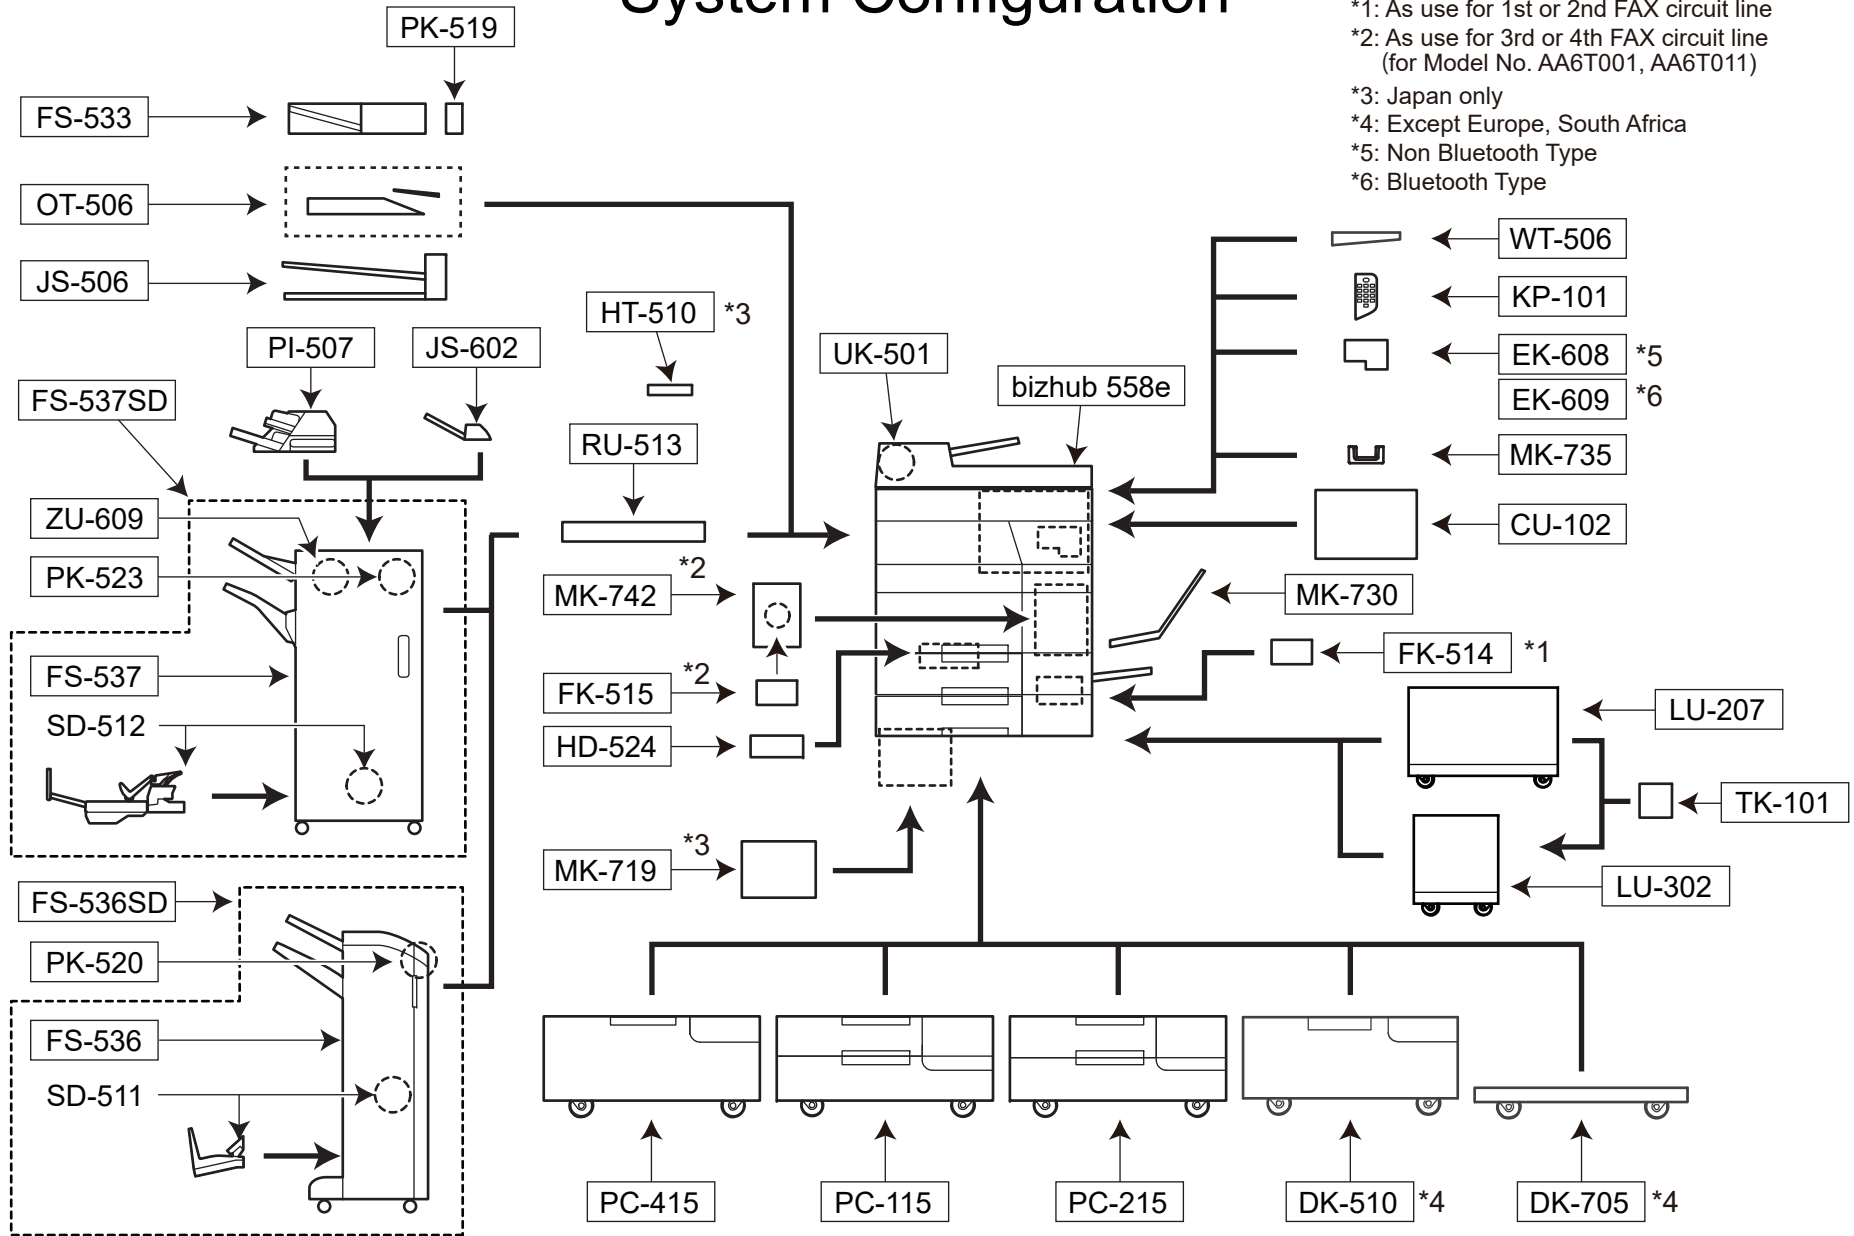 System Configuration
*1: As use for 1st or 2nd FAX circuit line
*2: As use for 3rd or 4th FAX circuit line
(for Model No. AA6T001, AA6T011)
*3: Japan only
*4: Except Europe, South Africa
*5: Non Bluetooth Type
*6: Bluetooth Type
PK-519
FS-533
OT-506
JS-506
PI-507
JS-602
FS-537SD
ZU-609
PK-523
FS-537
SD-512
FS-536SD
PK-520
FS-536
SD-511
HT-510 *3
RU-513
MK-742 *2
FK-515 *2
HD-524
MK-719 *3
UK-501
bizhub 558e
WT-506
KP-101
EK-608 *5
EK-609 *6
MK-735
CU-102
MK-730
FK-514 *1
LU-207
TK-101
LU-302
PC-415
PC-115
PC-215
DK-510 *4
DK-705 *4